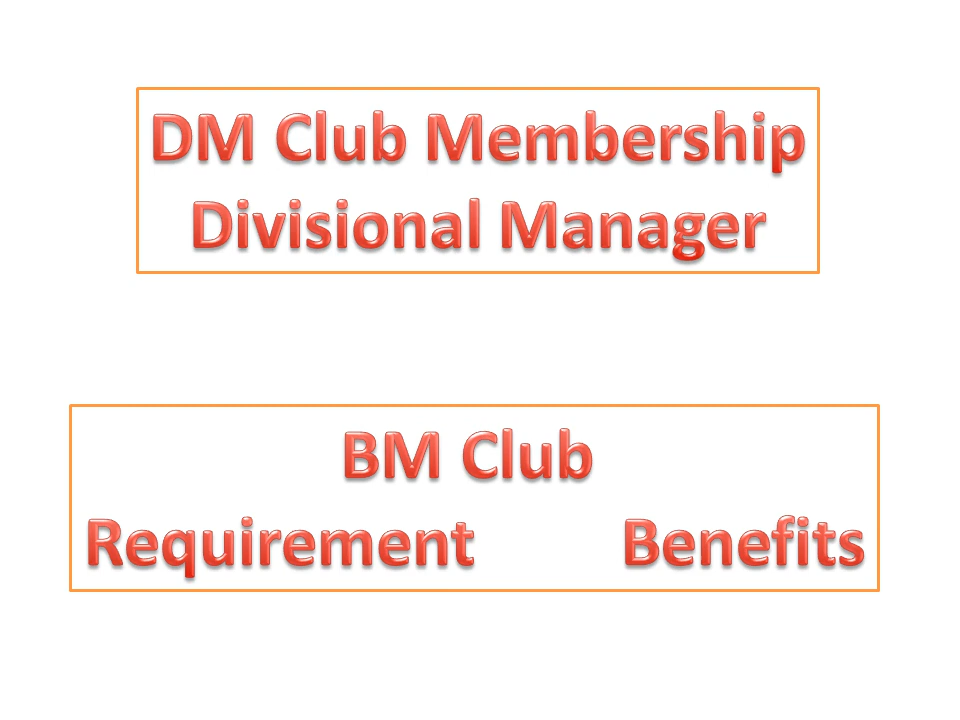 DM Club Membership
Divisional Manager
BM Club
Requirement Benefits